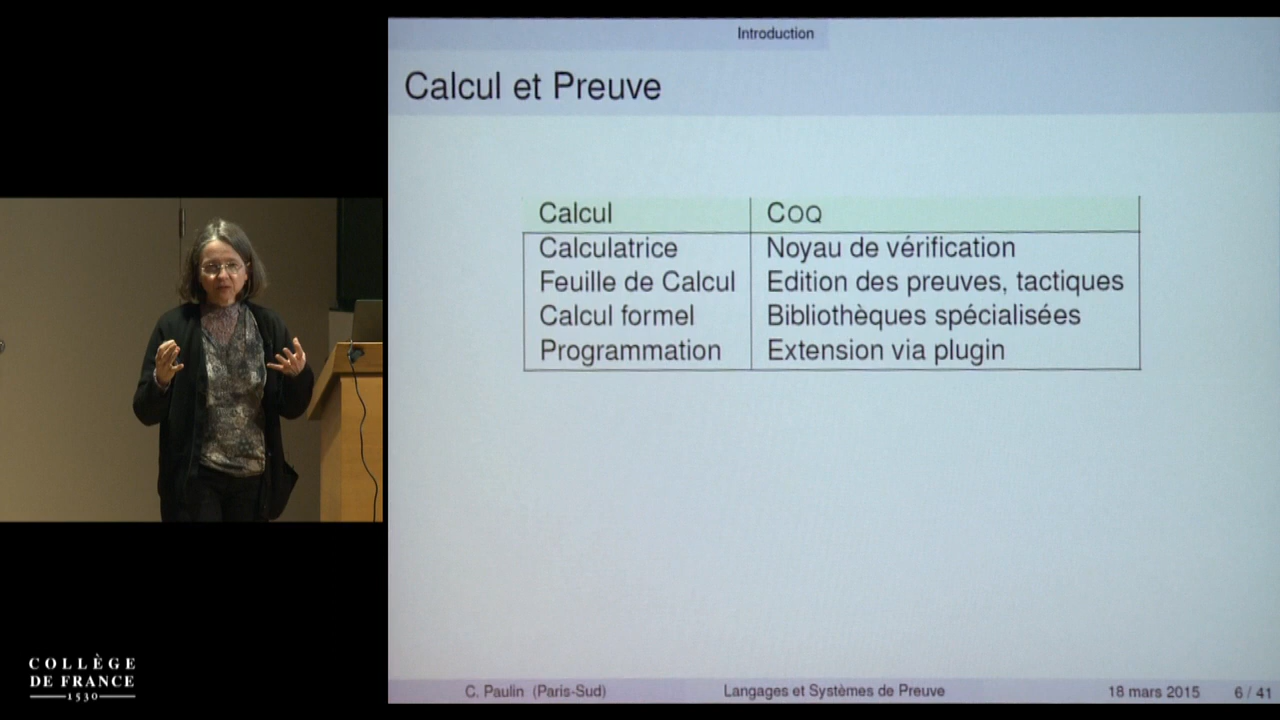 Introduction
Calcul et Preuve
Calcul COQ
Calculatrice Noyau de vérification
Feuille de Calcul Edition des preuves, tactiques
Calcul formel Bibliothèques spécialisées
Programmation Extension via plugin
C. Paulin (Paris-Sud) Langages et Systèmes de Preuve 18 mars 2015 6 / 41
COLLÈGE
DE FRANCE
1530